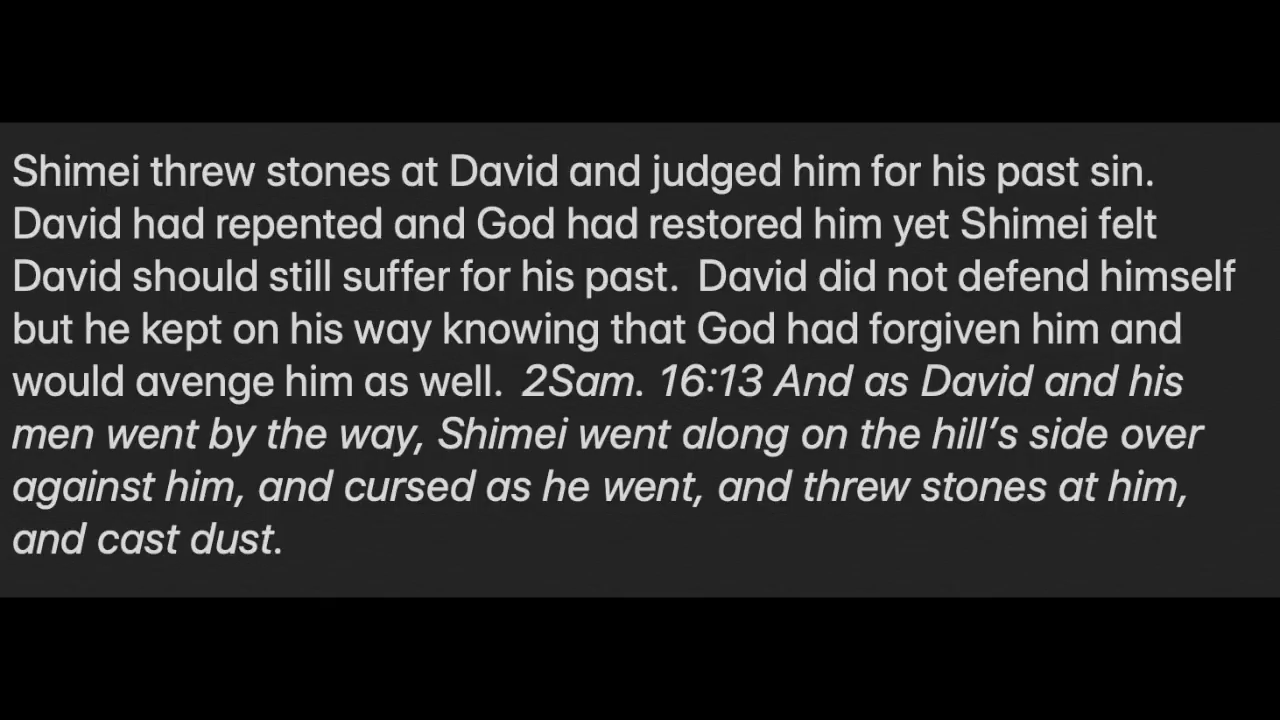 Shimei threw stones at David and judged him for his past sin.
David had repented and God had restored him yet Shimei felt
David should still suffer for his past.  David did not defend himself
but he kept on his way knowing that God had forgiven him and
would avenge him as well.  2Sam. 16:13 And as David and his
men went by the way, Shimei went along on the hill’s side over
against him, and cursed as he went, and threw stones at him,
and cast dust.